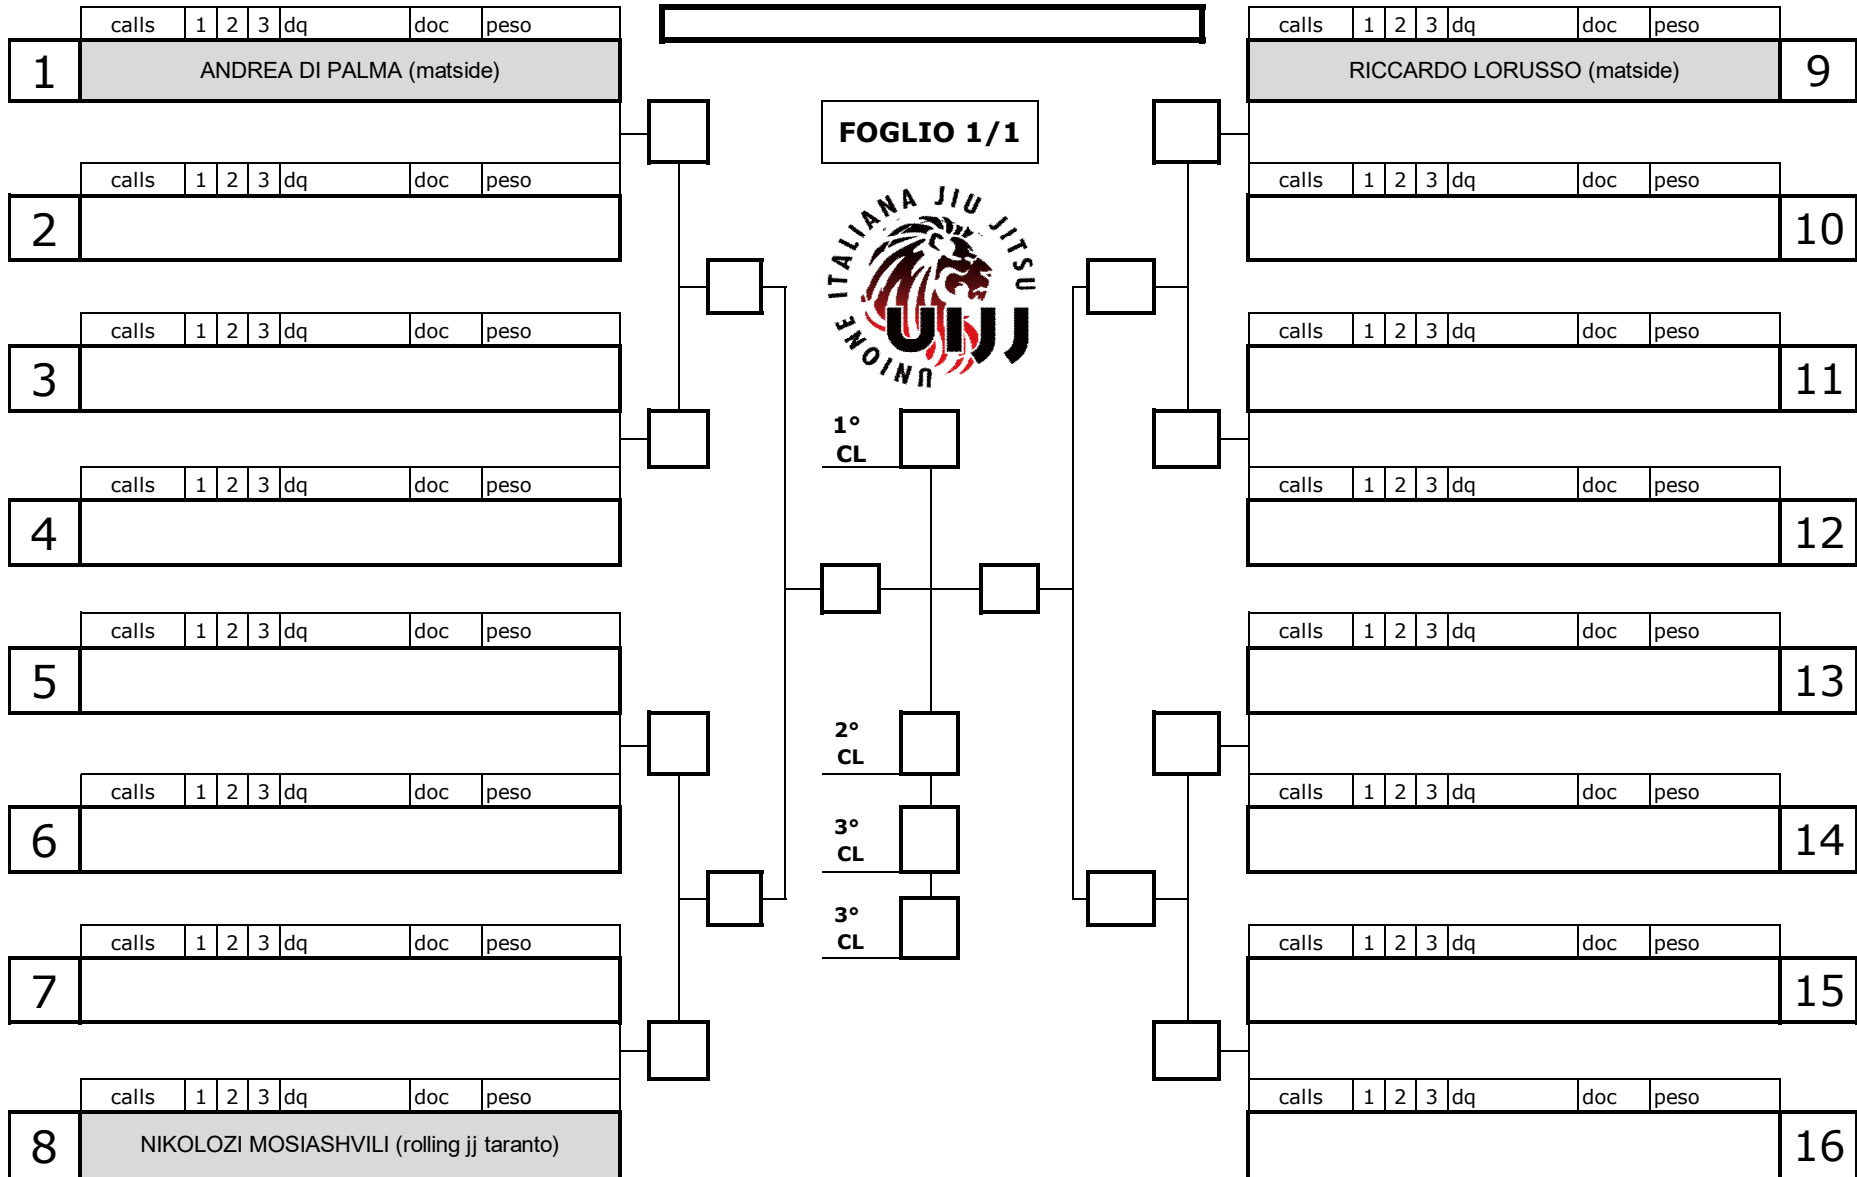 calls 1 2 3 dq doc peso
1 ANDREA DI PALMA (matside)
calls 1 2 3 dq doc peso
2
calls 1 2 3 dq doc peso
3
calls 1 2 3 dq doc peso
4
calls 1 2 3 dq doc peso
5
calls 1 2 3 dq doc peso
6
calls 1 2 3 dq doc peso
7
calls 1 2 3 dq doc peso
8 NIKOLOZI MOSIASHVILI (rolling jj taranto)
FOGLIO 1/1
UNIONE ITALIANA JIU JITSU
UIJJ
1°
CL
2°
CL
3°
CL
3°
CL
calls 1 2 3 dq doc peso
RICCARDO LORUSSO (matside) 9
calls 1 2 3 dq doc peso
10
calls 1 2 3 dq doc peso
11
calls 1 2 3 dq doc peso
12
calls 1 2 3 dq doc peso
13
calls 1 2 3 dq doc peso
14
calls 1 2 3 dq doc peso
15
calls 1 2 3 dq doc peso
16